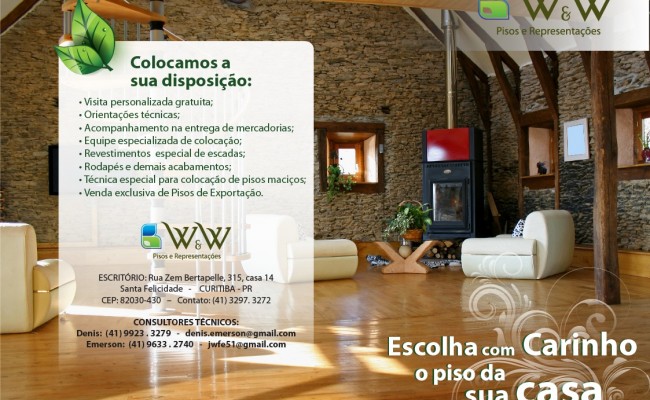 Colocamos a
sua disposição:
• Visita personalizada gratuita;
• Orientações técnicas;
• Acompanhamento na entrega de mercadorias;
• Equipe especializada de colocação;
• Revestimentos especial de escadas;
• Rodapés e demais acabamentos;
• Técnica especial para colocação de pisos maciços;
• Venda exclusiva de Pisos de Exportação.
W&W
Pisos e Representações
ESCRITÓRIO: Rua Zem Bertapelle, 315, casa 14
Santa Felicidade - CURITIBA - PR
CEP: 82030-430 – Contato: (41) 3297. 3272
CONSULTORES TÉCNICOS:
Denis: (41) 9923 . 3279 - denis.emerson@gmail.com
Emerson: (41) 9633 . 2740 - jwfe51@gmail.com
W&W
Pisos e Representações
Escolha com Carinho
o piso da
sua casa